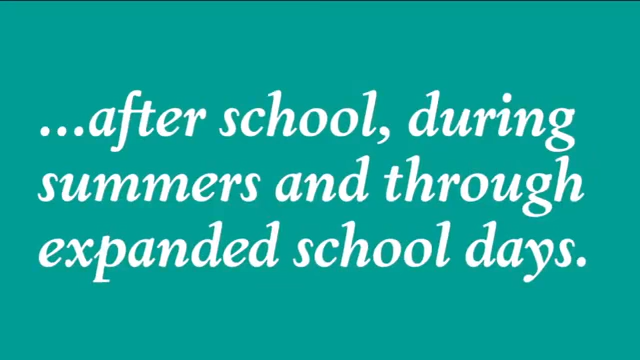 ...after school, during
summers and through
expanded school days.